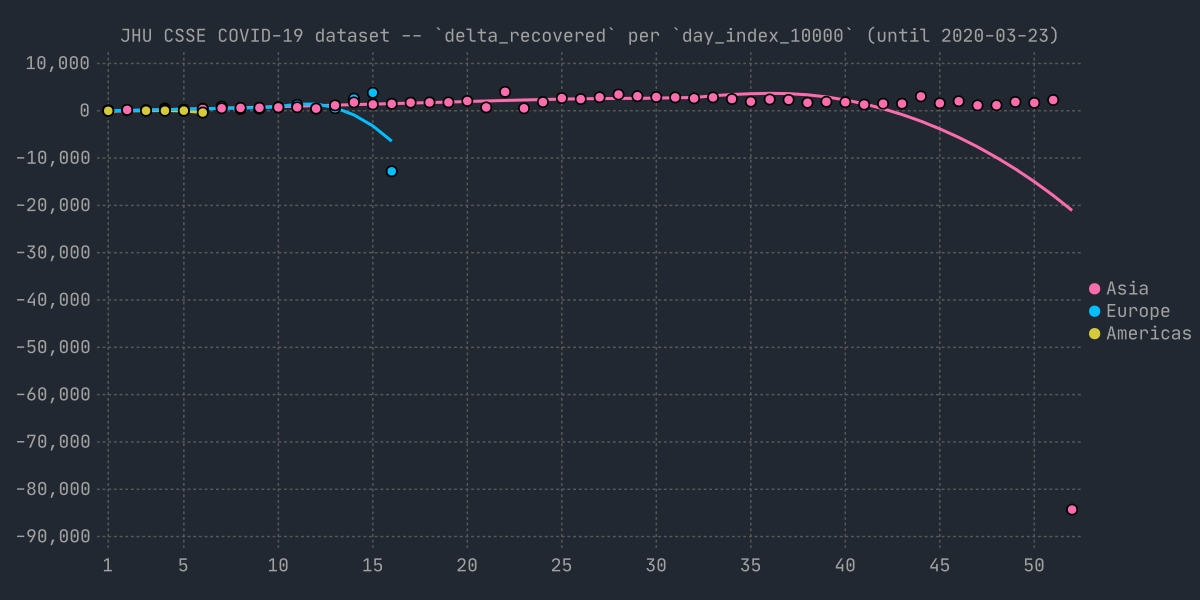 JHU CSSE COVID-19 dataset -- `delta_recovered` per `day_index_10000` (until 2020-03-23)
10,000
0
-10,000
-20,000
-30,000
-40,000
-50,000
-60,000
-70,000
-80,000
-90,000
1 5 10 15 20 25 30 35 40 45 50
Asia
Europe
Americas